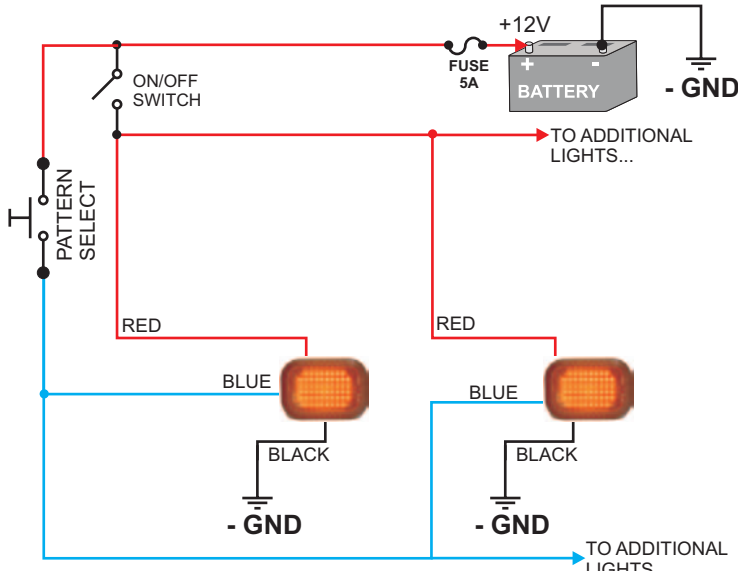 +12V
FUSE
5A
+ -
BATTERY
- GND
ON/OFF
SWITCH
TO ADDITIONAL
LIGHTS...
PATTERN
SELECT
RED
RED
BLUE
BLUE
BLACK
BLACK
- GND
- GND
TO ADDITIONAL
LIGHTS